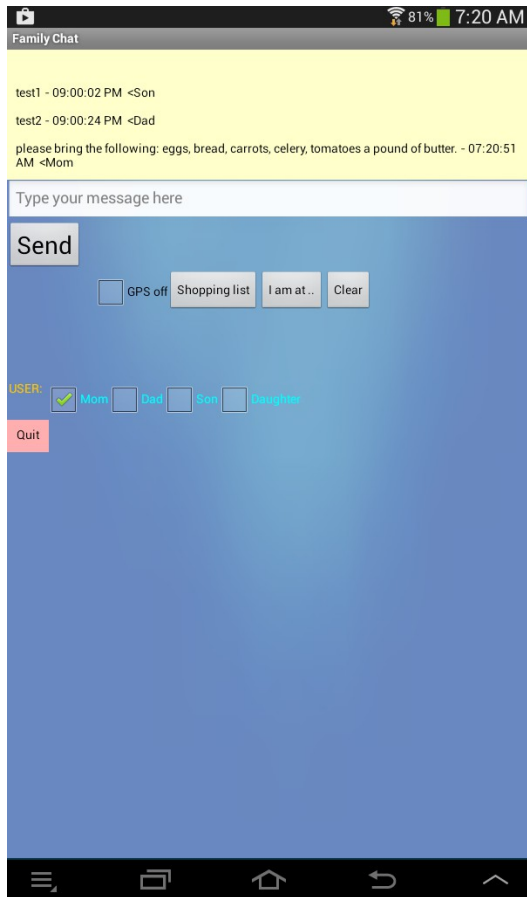 81% 7:20 AM
Family Chat
test1 - 09:00:02 PM <Son
test2 - 09:00:24 PM <Dad
please bring the following: eggs, bread, carrots, celery, tomatoes a pound of butter. - 07:20:51
AM <Mom
Type your message here
Send
GPS off Shopping list I am at .. Clear
USER: Mom Dad Son Daughter
Quit